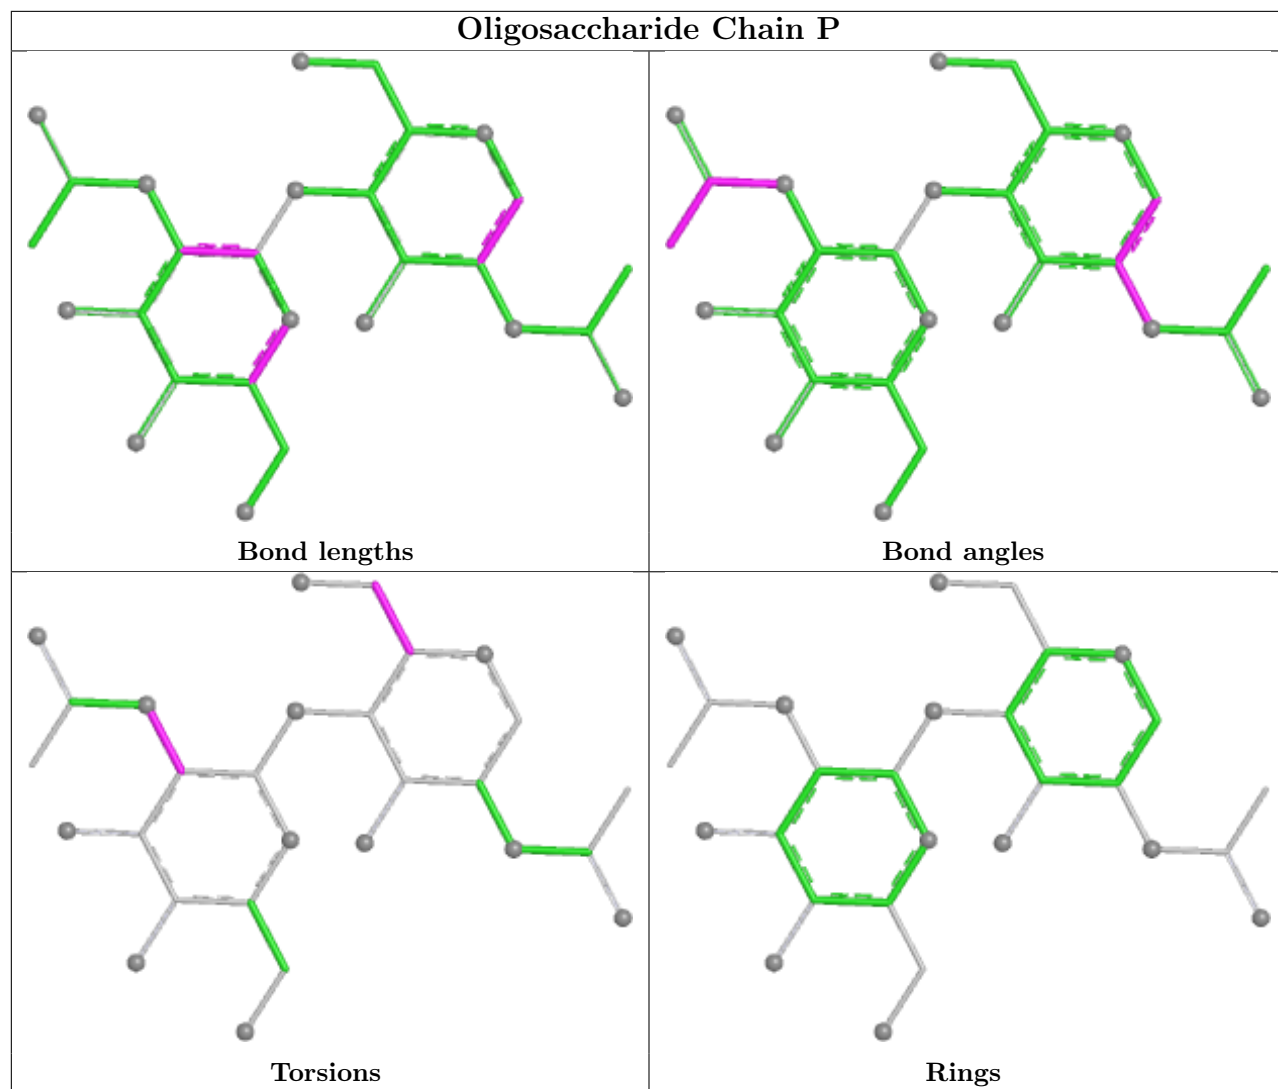 Oligosaccharide Chain P
Bond lengths
Bond angles
Torsions
Rings